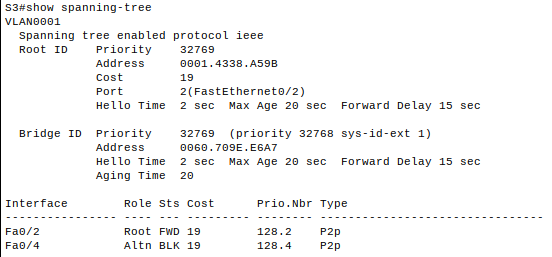 S3#show spanning-tree
VLAN0001
  Spanning tree enabled protocol ieee
  Root ID    Priority    32769
             Address     0001.4338.A59B
             Cost        19
             Port        2(FastEthernet0/2)
             Hello Time  2 sec  Max Age 20 sec  Forward Delay 15 sec

  Bridge ID  Priority    32769  (priority 32768 sys-id-ext 1)
             Address     0060.709E.E6A7
             Hello Time  2 sec  Max Age 20 sec  Forward Delay 15 sec
             Aging Time  20

Interface        Role Sts Cost      Prio.Nbr Type
---------------- ---- --- --------- -------- --------------------------------
Fa0/2            Root FWD 19        128.2    P2p
Fa0/4            Altn BLK 19        128.4    P2p